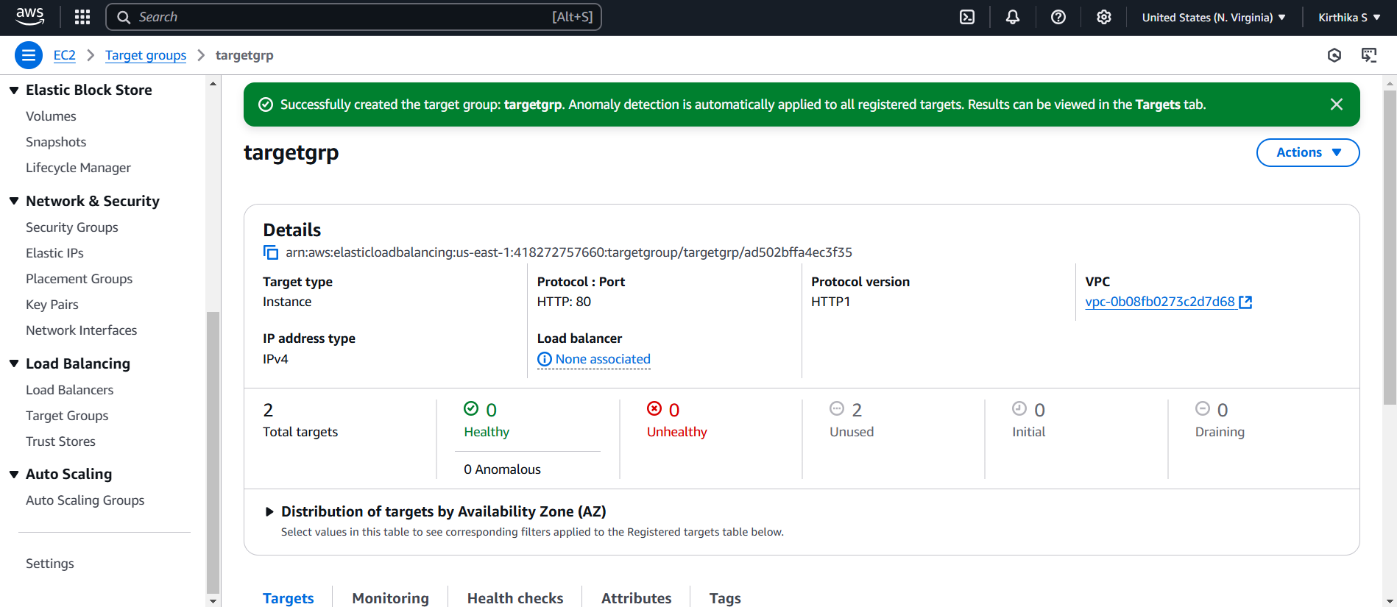 aws Search [Alt+S] United States (N. Virginia) Kirthika S
EC2 Target groups targetgrp
Elastic Block Store
Volumes
Snapshots
Lifecycle Manager
Network & Security
Security Groups
Elastic IPs
Placement Groups
Key Pairs
Network Interfaces
Load Balancing
Load Balancers
Target Groups
Trust Stores
Auto Scaling
Auto Scaling Groups
Settings
Successfully created the target group: targetgrp. Anomaly detection is automatically applied to all registered targets. Results can be viewed in the Targets tab.
targetgrp
Actions
Details
arn:aws:elasticloadbalancing:us-east-1:418272757660:targetgroup/targetgrp/ad502bffa4ec3f35
Target type
Instance
Protocol : Port
HTTP: 80
Protocol version
HTTP1
VPC
vpc-0b08fb0273c2d7d68
IP address type
IPv4
Load balancer
None associated
2
Total targets
0
Healthy
0 Anomalous
0
Unhealthy
2
Unused
0
Initial
0
Draining
Distribution of targets by Availability Zone (AZ)
Select values in this table to see corresponding filters applied to the Registered targets table below.
Targets Monitoring Health checks Attributes Tags